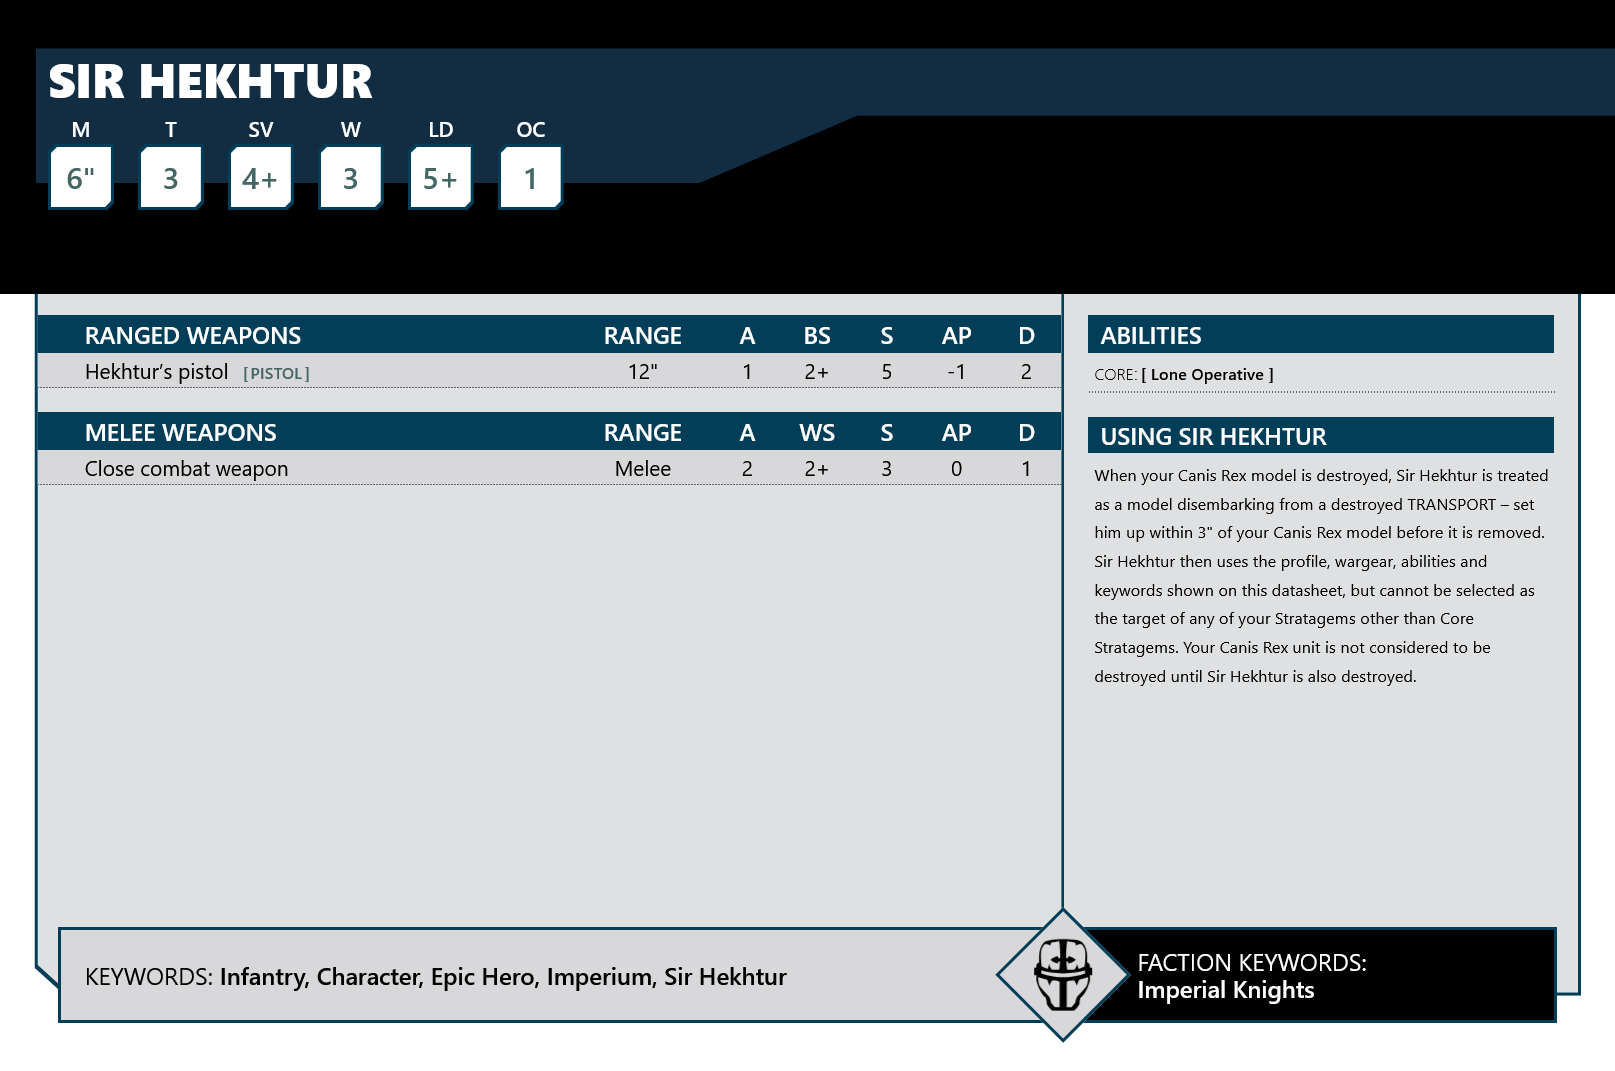 SIR HEKHTUR
M T SV W LD OC
6" 3 4+ 3 5+ 1
RANGED WEAPONS RANGE A BS S AP D
Hekhtur’s pistol [PISTOL] 12" 1 2+ 5 -1 2
MELEE WEAPONS RANGE A WS S AP D
Close combat weapon Melee 2 2+ 3 0 1
ABILITIES
CORE: [ Lone Operative ]
USING SIR HEKHTUR
When your Canis Rex model is destroyed, Sir Hekhtur is treated
as a model disembarking from a destroyed TRANSPORT – set
him up within 3" of your Canis Rex model before it is removed.
Sir Hekhtur then uses the profile, wargear, abilities and
keywords shown on this datasheet, but cannot be selected as
the target of any of your Stratagems other than Core
Stratagems. Your Canis Rex unit is not considered to be
destroyed until Sir Hekhtur is also destroyed.
KEYWORDS: Infantry, Character, Epic Hero, Imperium, Sir Hekhtur
FACTION KEYWORDS:
Imperial Knights